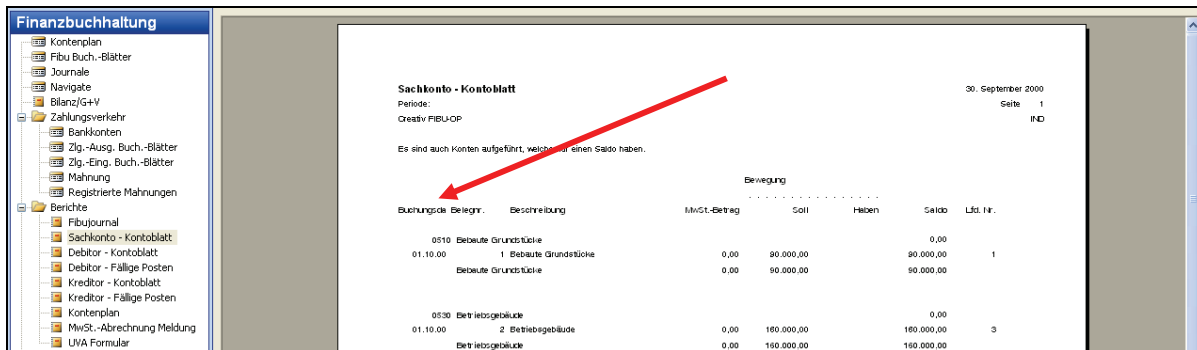 Finanzbuchhaltung
Kontenplan
Fibu Buch.-Blätter
Journale
Navigate
Bilanz/G+V
Zahlungsverkehr
Bankkonten
Zlg.-Ausg. Buch.-Blätter
Zlg.-Eing. Buch.-Blätter
Mahnung
Registrierte Mahnungen
Berichte
Fibujournal
Sachkonto - Kontoblatt
Debitor - Kontoblatt
Debitor - Fällige Posten
Kreditor - Kontoblatt
Kreditor - Fällige Posten
Kontenplan
MwSt.-Abrechnung Meldung
UVA Formular
Sachkonto - Kontoblatt 30. September 2000
Periode: Seite 1
Creativ FIBU-OP IND
Es sind auch Konten aufgeführt, welche nur einen Saldo haben.
Bewegung
Buchungsda Belegnr. Beschreibung MwSt.-Betrag Soll Haben Saldo Lfd. Nr.
0510 Bebaute Grundstücke 0,00
01.10.00 1 Bebaute Grundstücke 0,00 90.000,00 90.000,00 1
Bebaute Grundstücke 0,00 90.000,00 90.000,00
0530 Betriebsgebäude 0,00
01.10.00 2 Betriebsgebäude 0,00 160.000,00 160.000,00 3
Betriebsgebäude 0,00 160.000,00 160.000,00